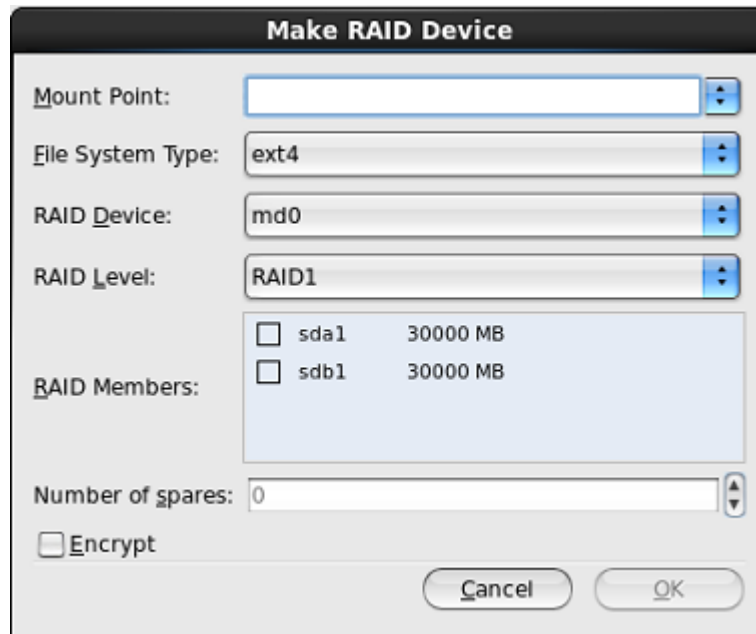 Make RAID Device
Mount Point:
File System Type: ext4
RAID Device: md0
RAID Level: RAID1
RAID Members:
sda1 30000 MB
sdb1 30000 MB
Number of spares: 0
Encrypt
Cancel OK